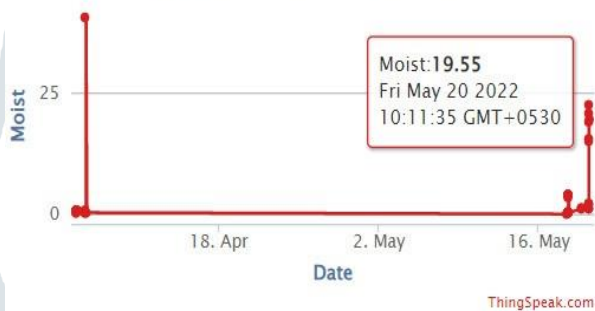 Moist:19.55
Fri May 20 2022
10:11:35 GMT+0530
Moist
25
0
18. Apr
2. May
16. May
Date
ThingSpeak.com